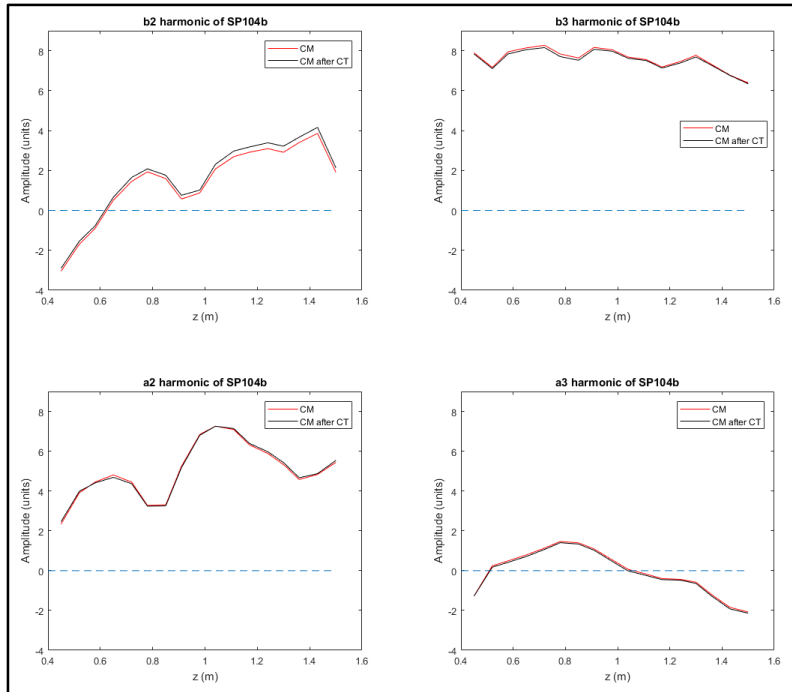 b2 harmonic of SP104b
CM
CM after CT
Amplitude (units)
8
6
4
2
0
-2
-4
0.4 0.6 0.8 1 1.2 1.4 1.6
z (m)
b3 harmonic of SP104b
CM
CM after CT
Amplitude (units)
8
6
4
2
0
-2
-4
0.4 0.6 0.8 1 1.2 1.4 1.6
z (m)
a2 harmonic of SP104b
CM
CM after CT
Amplitude (units)
8
6
4
2
0
-2
-4
0.4 0.6 0.8 1 1.2 1.4 1.6
z (m)
a3 harmonic of SP104b
CM
CM after CT
Amplitude (units)
8
6
4
2
0
-2
-4
0.4 0.6 0.8 1 1.2 1.4 1.6
z (m)